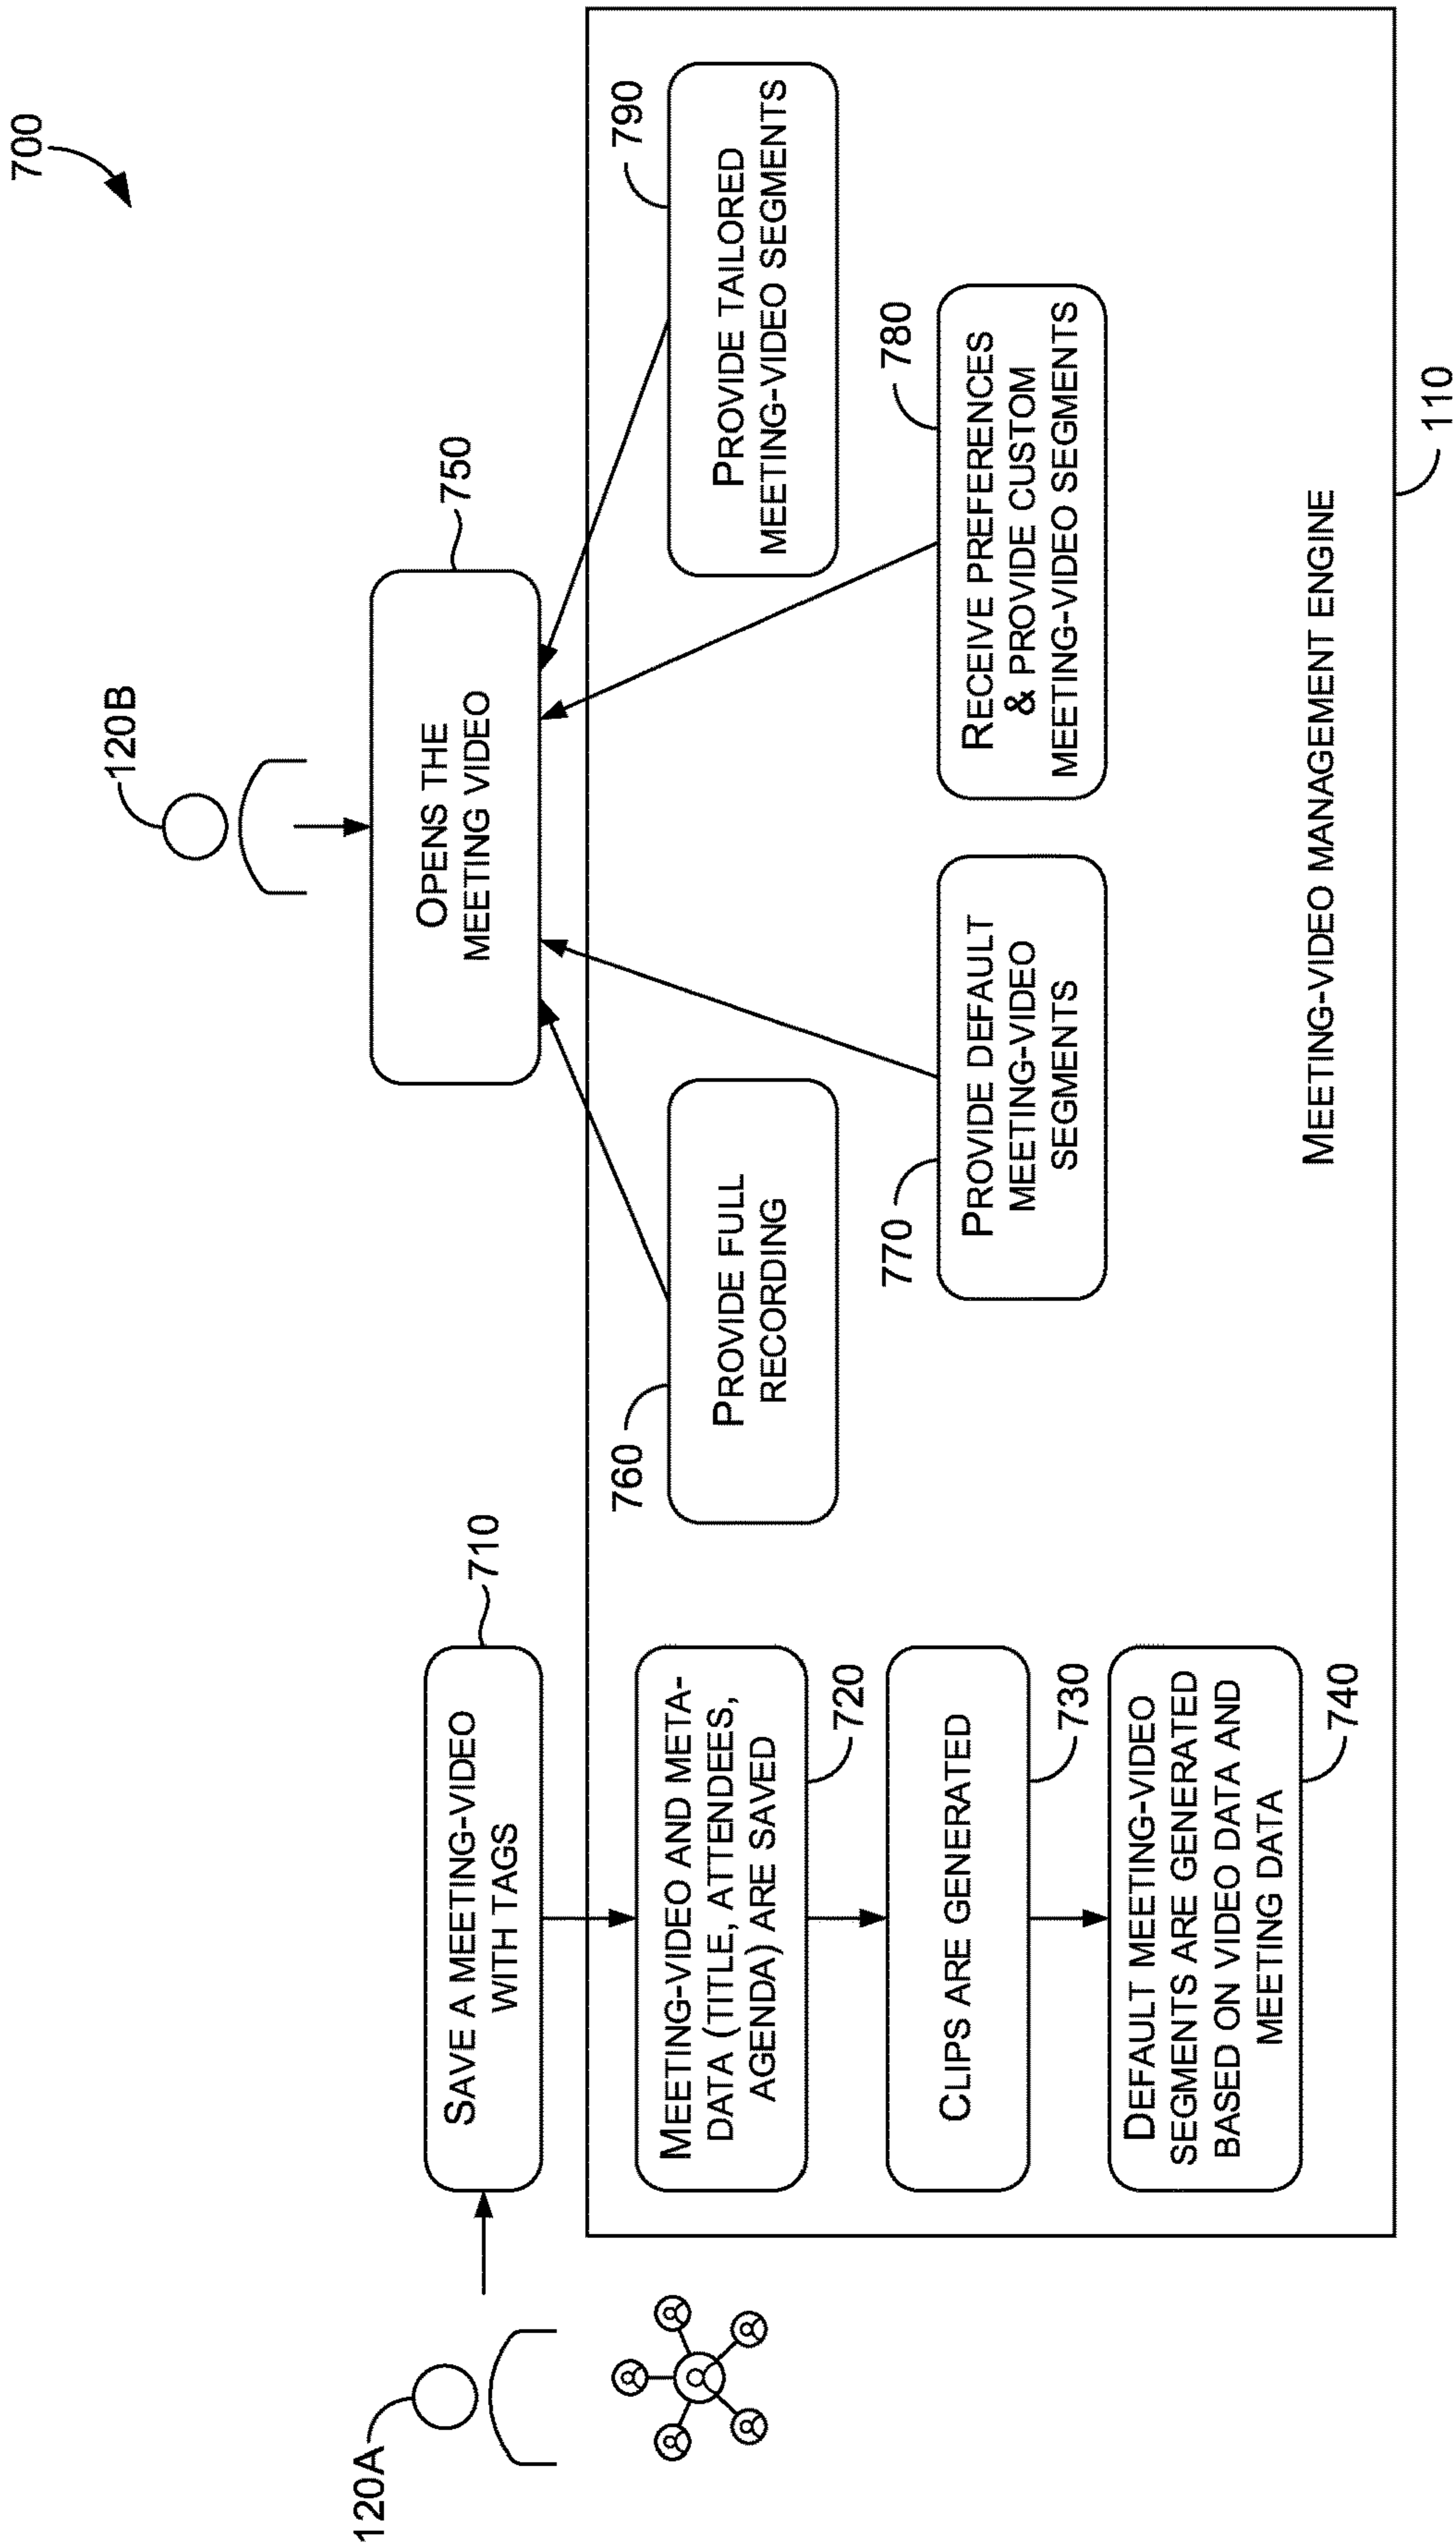 700
120A
120B
SAVE A MEETING-VIDEO
WITH TAGS
710
MEETING-VIDEO AND META-
DATA (TITLE, ATTENDEES,
AGENDA) ARE SAVED
720
CLIPS ARE GENERATED
730
DEFAULT MEETING-VIDEO
SEGMENTS ARE GENERATED
BASED ON VIDEO DATA AND
MEETING DATA
740
OPENS THE
MEETING VIDEO
750
760
PROVIDE FULL
RECORDING
770
PROVIDE DEFAULT
MEETING-VIDEO
SEGMENTS
780
RECEIVE PREFERENCES
& PROVIDE CUSTOM
MEETING-VIDEO SEGMENTS
790
PROVIDE TAILORED
MEETING-VIDEO SEGMENTS
MEETING-VIDEO MANAGEMENT ENGINE
110